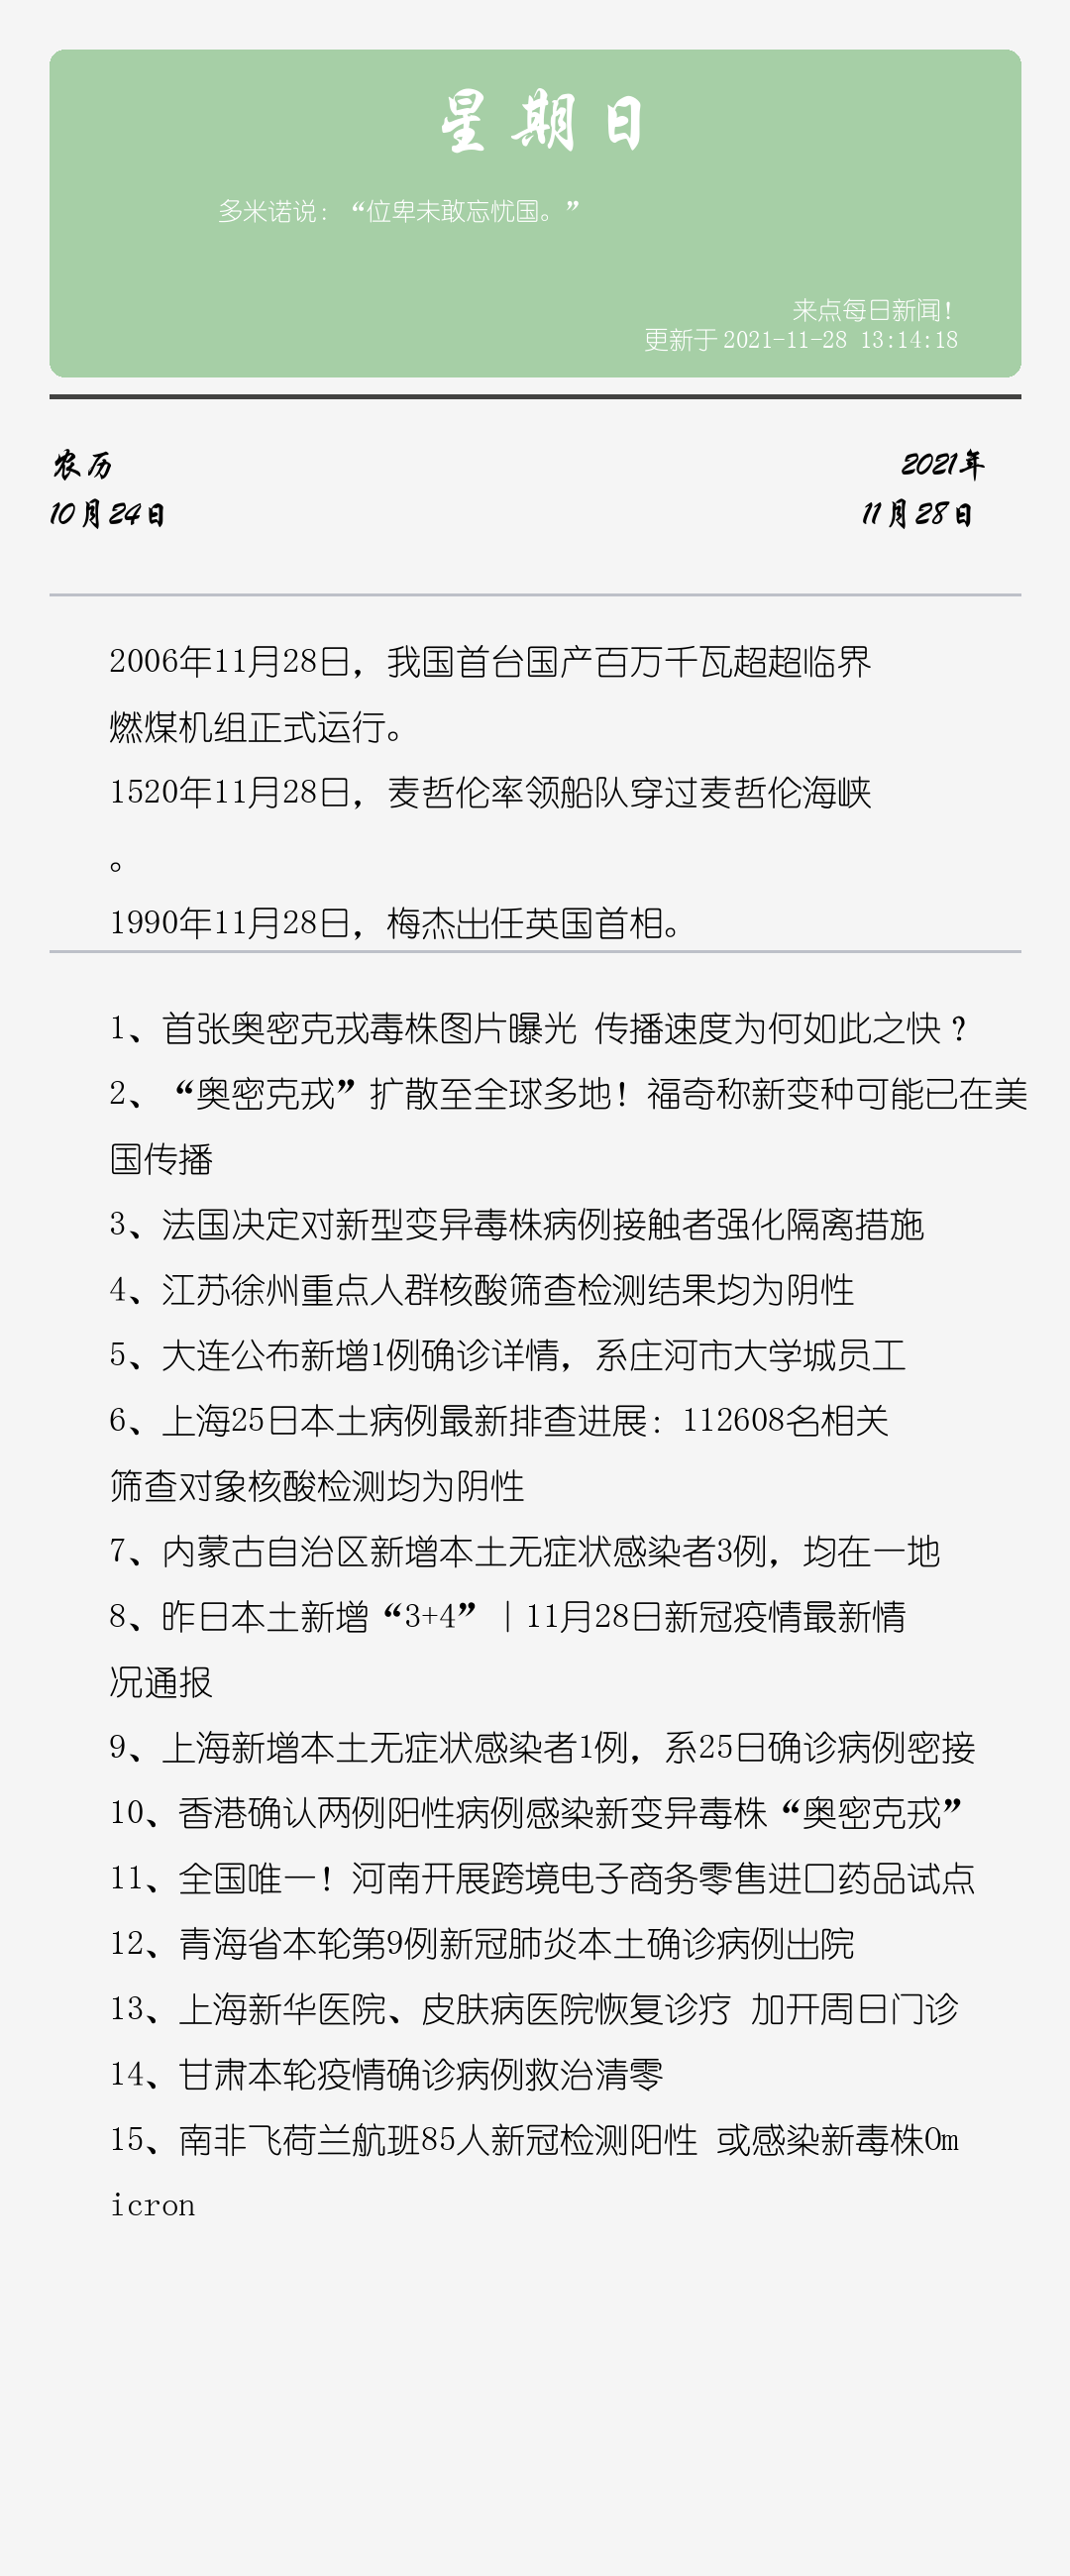 星期日
多米诺说：“位卑未敢忘忧国。”
来点每日新闻！
更新于 2021-11-28 13:14:18
农历
2021年
10月24日
11月28日
2006年11月28日，我国首台国产百万千瓦超超临界
燃煤机组正式运行。
1520年11月28日，麦哲伦率领船队穿过麦哲伦海峡
。
1990年11月28日，梅杰出任英国首相。
1、首张奥密克戎毒株图片曝光 传播速度为何如此之快？
2、“奥密克戎”扩散至全球多地！福奇称新变种可能已在美
国传播
3、法国决定对新型变异毒株病例接触者强化隔离措施
4、江苏徐州重点人群核酸筛查检测结果均为阴性
5、大连公布新增1例确诊详情，系庄河市大学城员工
6、上海25日本土病例最新排查进展：112608名相关
筛查对象核酸检测均为阴性
7、内蒙古自治区新增本土无症状感染者3例，均在一地
8、昨日本土新增“3+4”｜11月28日新冠疫情最新情
况通报
9、上海新增本土无症状感染者1例，系25日确诊病例密接
10、香港确认两例阳性病例感染新变异毒株“奥密克戎”
11、全国唯一！河南开展跨境电子商务零售进口药品试点
12、青海省本轮第9例新冠肺炎本土确诊病例出院
13、上海新华医院、皮肤病医院恢复诊疗 加开周日门诊
14、甘肃本轮疫情确诊病例救治清零
15、南非飞荷兰航班85人新冠检测阳性 或感染新毒株Om
icron